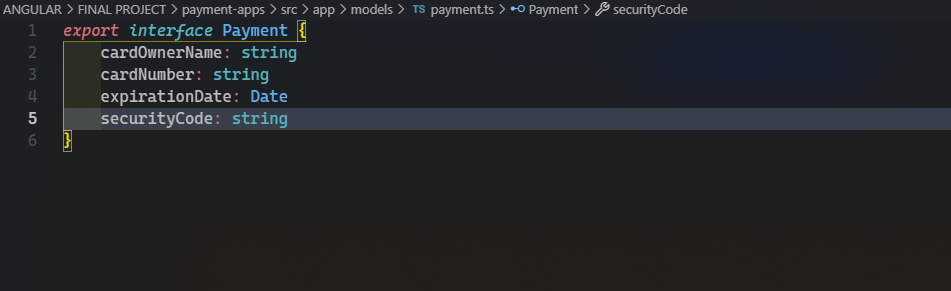 ANGULAR > FINAL PROJECT > payment-apps > src > app > models > TS payment.ts > Payment > securityCode
1 export interface Payment {
2     cardOwnerName: string
3     cardNumber: string
4     expirationDate: Date
5     securityCode: string
6 }